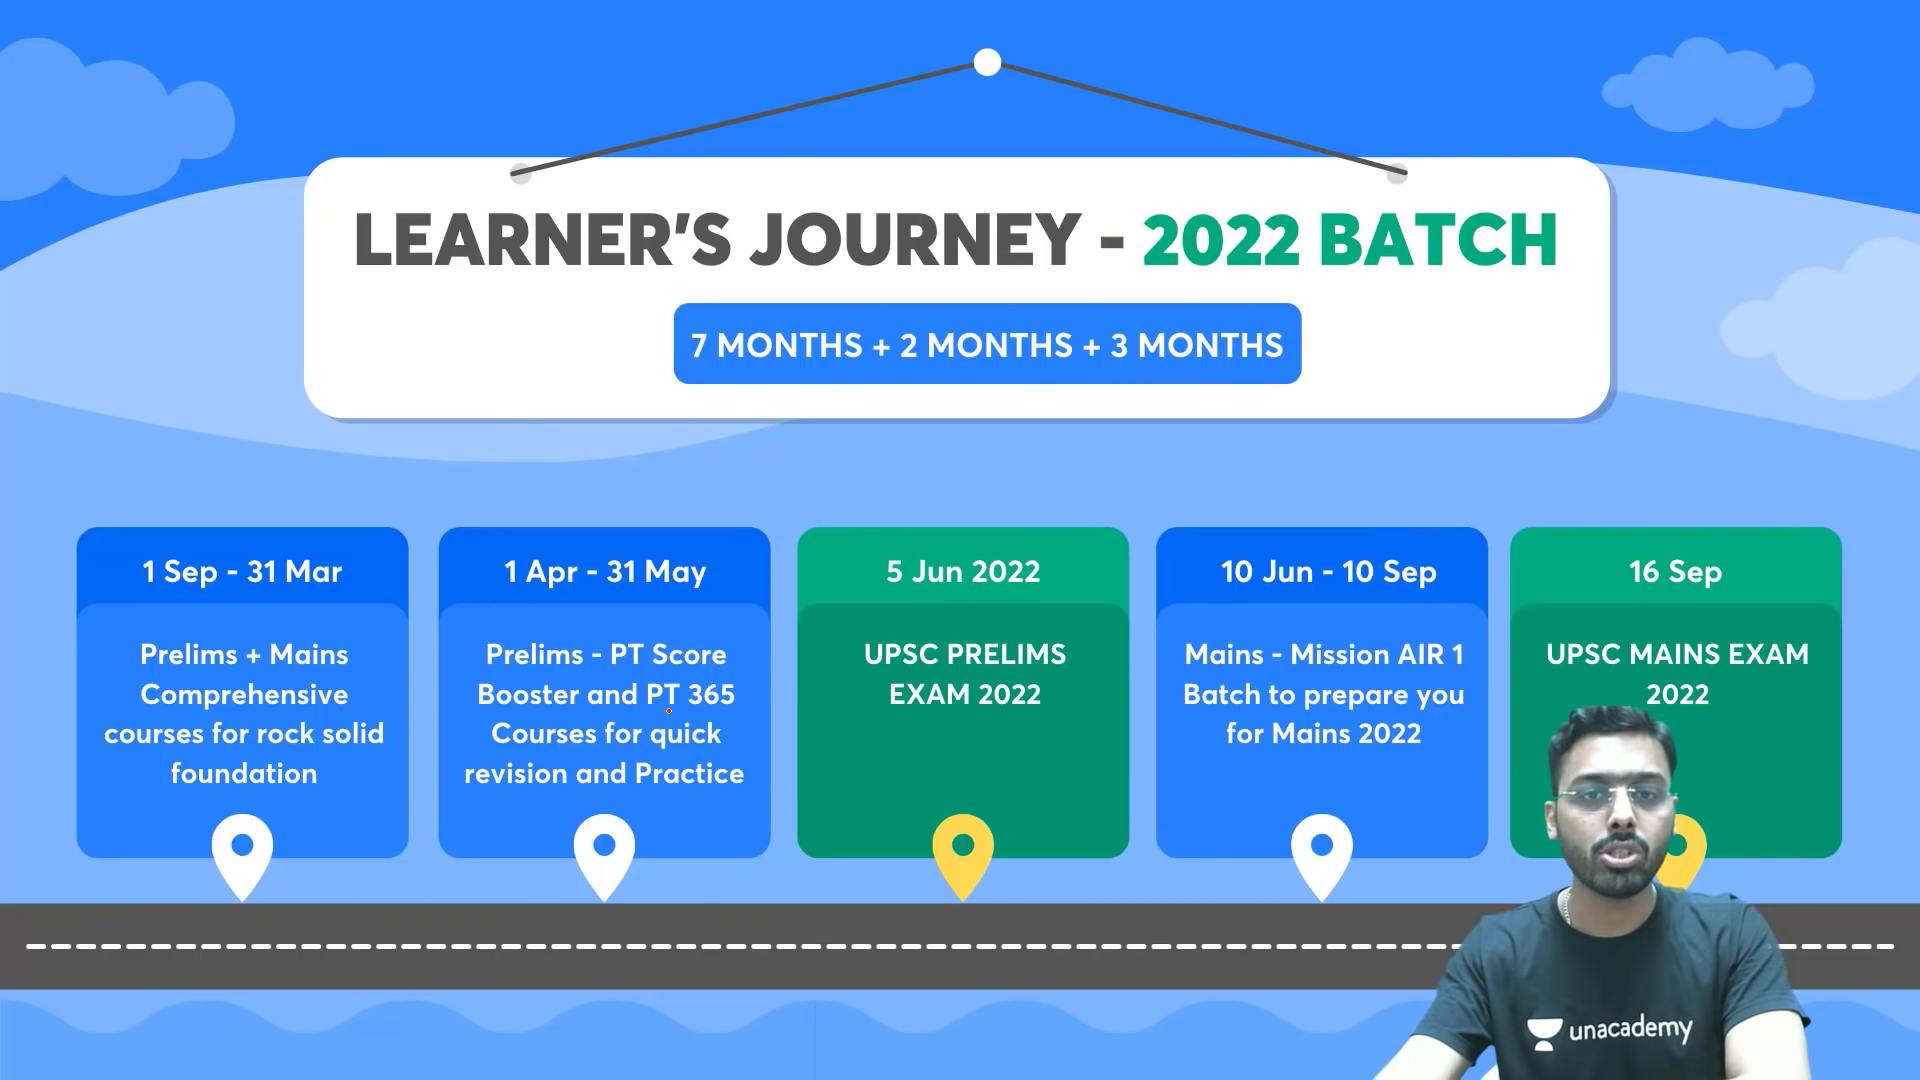 LEARNER'S JOURNEY - 2022 BATCH
7 MONTHS + 2 MONTHS + 3 MONTHS
1 Sep - 31 Mar
Prelims + Mains
Comprehensive
courses for rock solid
foundation
1 Apr - 31 May
Prelims - PT Score
Booster and PT 365
Courses for quick
revision and Practice
5 Jun 2022
UPSC PRELIMS
EXAM 2022
10 Jun - 10 Sep
Mains - Mission AIR 1
Batch to prepare you
for Mains 2022
16 Sep
UPSC MAINS EXAM
2022
unacademy